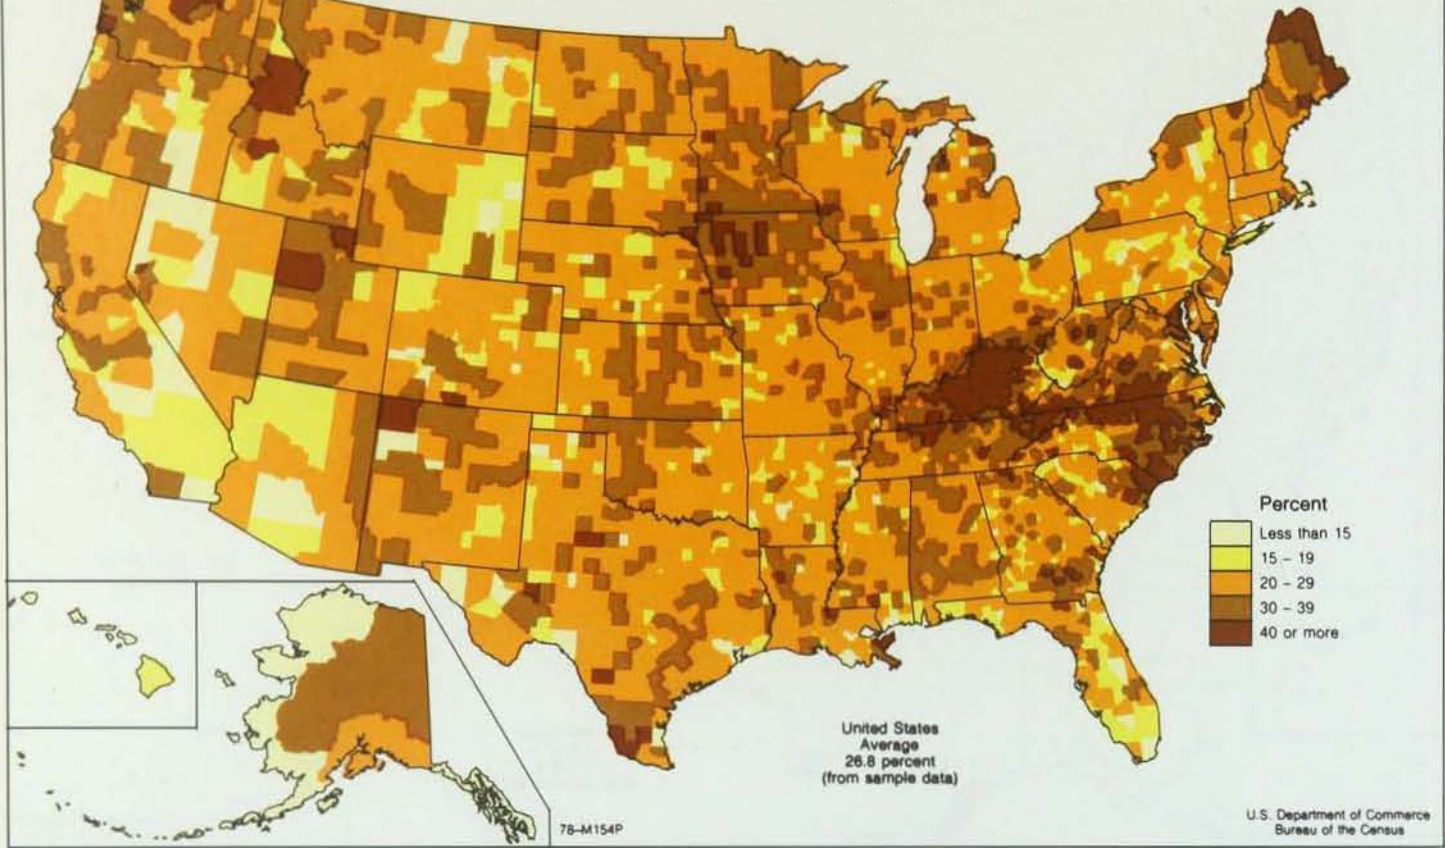 Percent
Less than 15
15 – 19
20 – 29
30 – 39
40 or more
United States
Average
26.8 percent
(from sample data)
78–M154P
U.S. Department of Commerce
Bureau of the Census